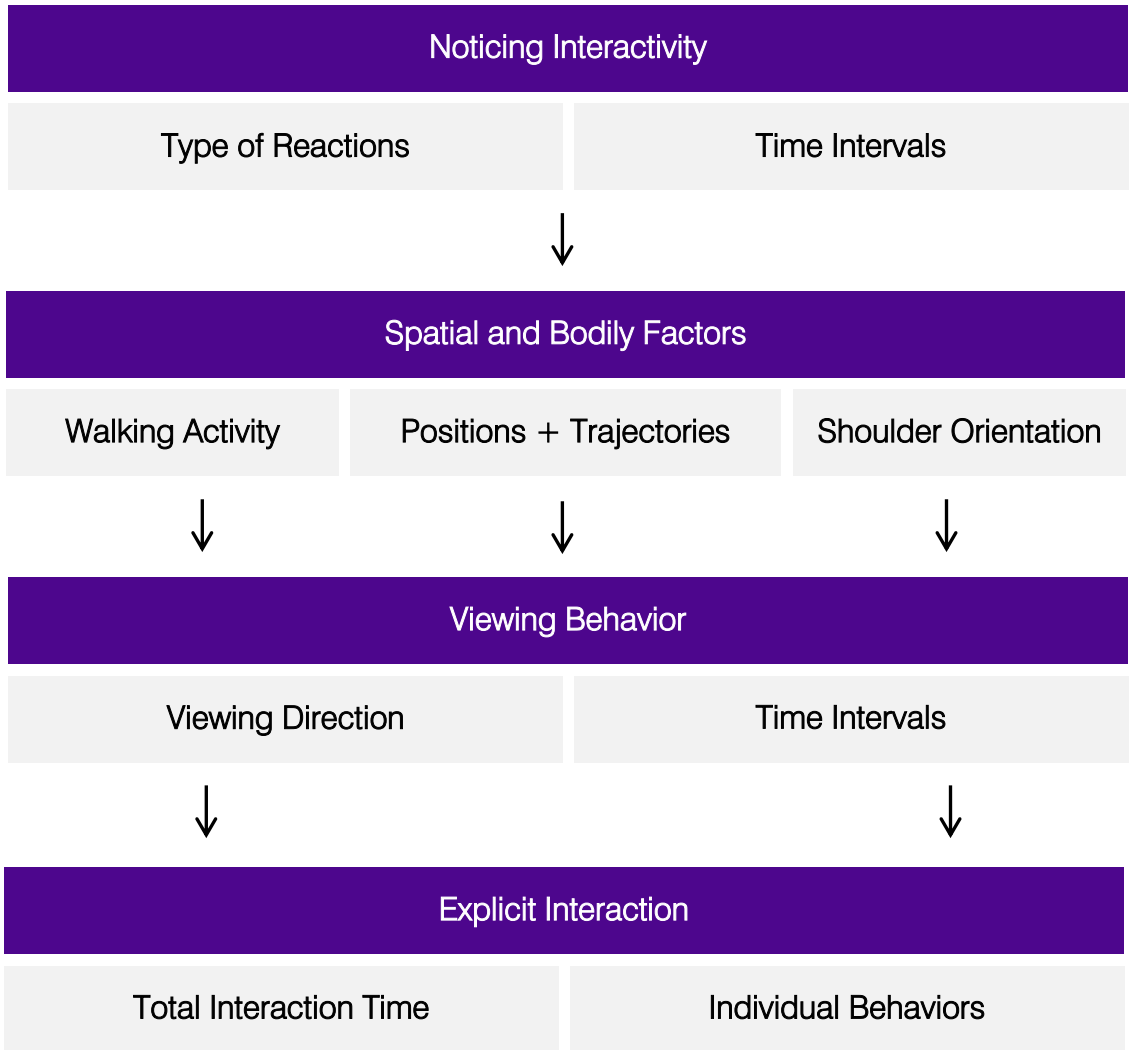 Noticing Interactivity
Type of Reactions
Time Intervals
Spatial and Bodily Factors
Walking Activity
Positions + Trajectories
Shoulder Orientation
Viewing Behavior
Viewing Direction
Time Intervals
Explicit Interaction
Total Interaction Time
Individual Behaviors